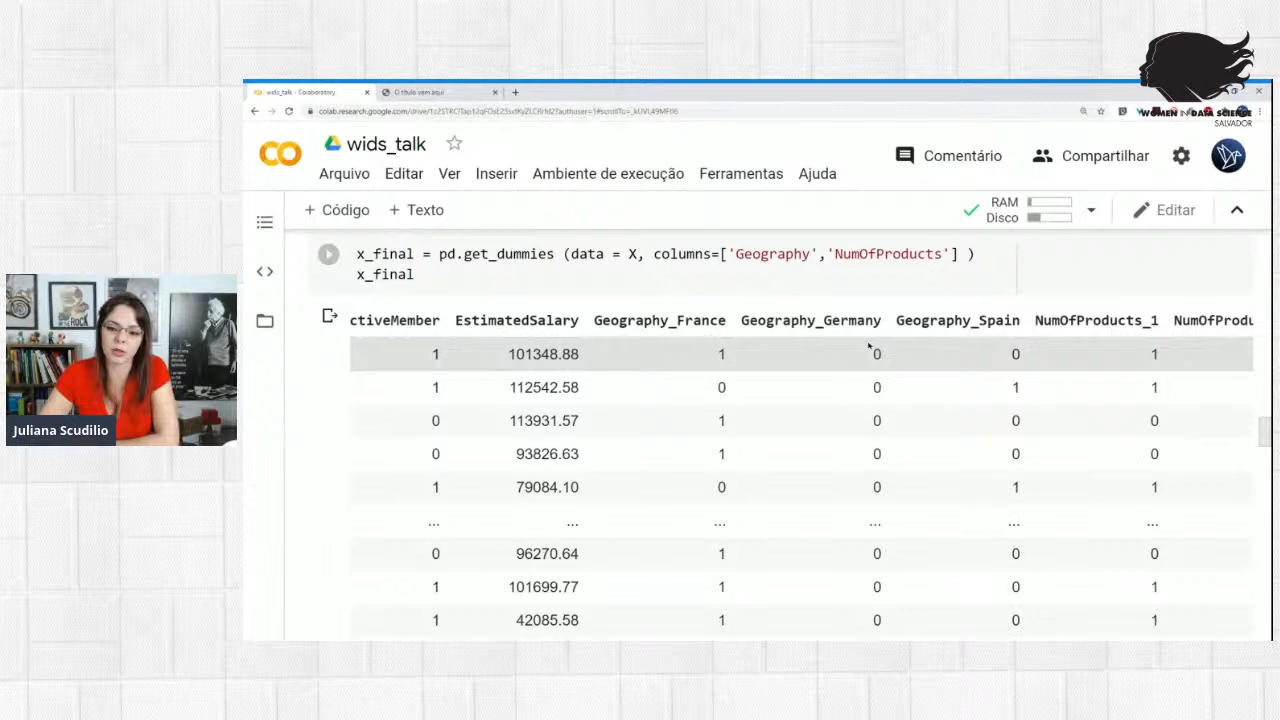 WOMEN IN DATA SCIENCE
SALVADOR
wids_talk - Colaboratory
O título vem aqui
wids_talk
Arquivo Editar Ver Inserir Ambiente de execução Ferramentas Ajuda
Comentário Compartilhar
+ Código + Texto
RAM
Disco
Editar
x_final = pd.get_dummies (data = X, columns=['Geography','NumOfProducts'] )
x_final
ctiveMember EstimatedSalary Geography_France Geography_Germany Geography_Spain NumOfProducts_1 NumOfProdu
1 101348.88 1 0 0 1
1 112542.58 0 0 1 1
0 113931.57 1 0 0 0
0 93826.63 1 0 0 0
1 79084.10 0 0 1 1
... ... ... ... ... ...
0 96270.64 1 0 0 0
1 101699.77 1 0 0 1
1 42085.58 1 0 0 1
Juliana Scudilio